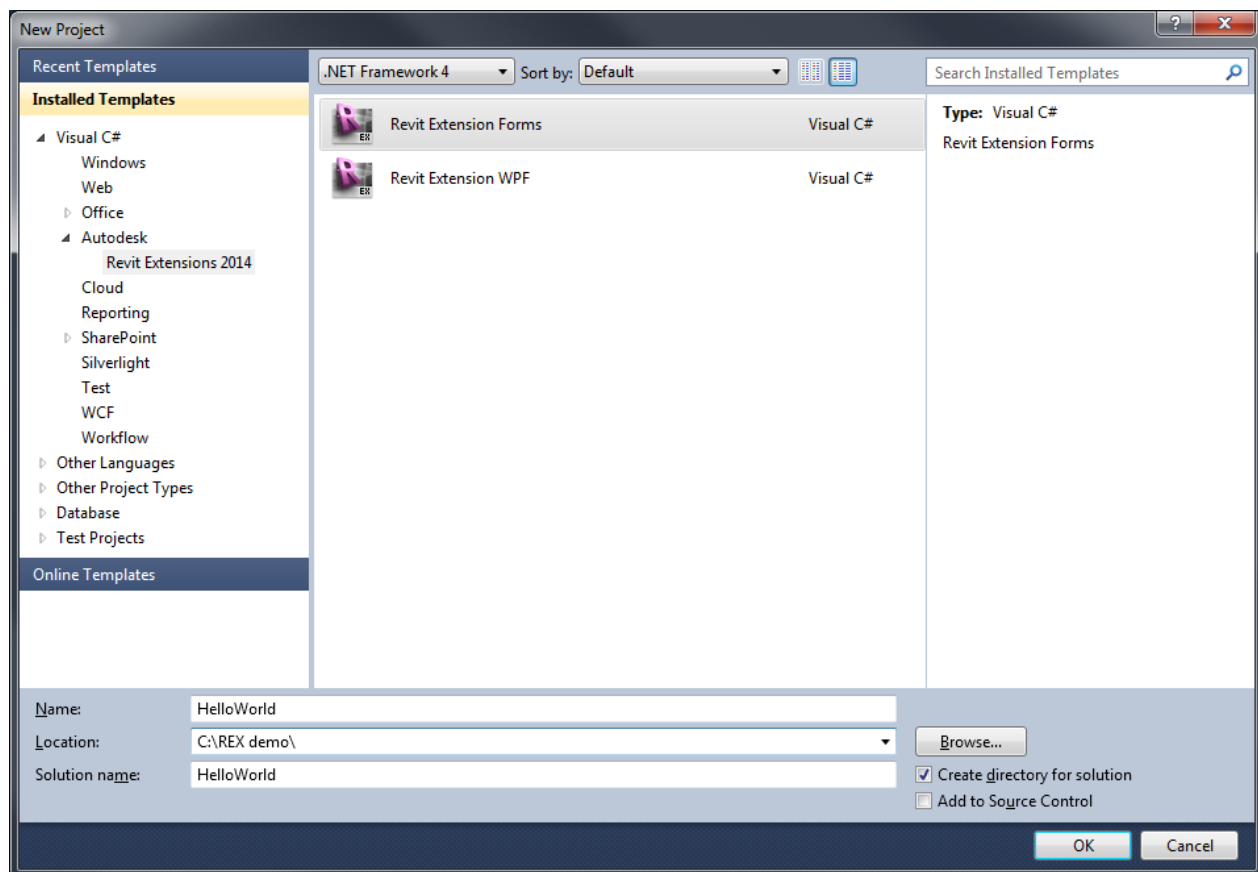 New Project
?
Recent Templates
Installed Templates
Visual C#
Windows
Web
Office
Autodesk
Revit Extensions 2014
Cloud
Reporting
SharePoint
Silverlight
Test
WCF
Workflow
Other Languages
Other Project Types
Database
Test Projects
Online Templates
.NET Framework 4
Sort by: Default
R EX Revit Extension Forms Visual C#
R EX Revit Extension WPF Visual C#
Search Installed Templates
Type: Visual C#
Revit Extension Forms
Name: HelloWorld
Location: C:\REX demo\
Browse...
Solution name: HelloWorld
Create directory for solution
Add to Source Control
OK Cancel